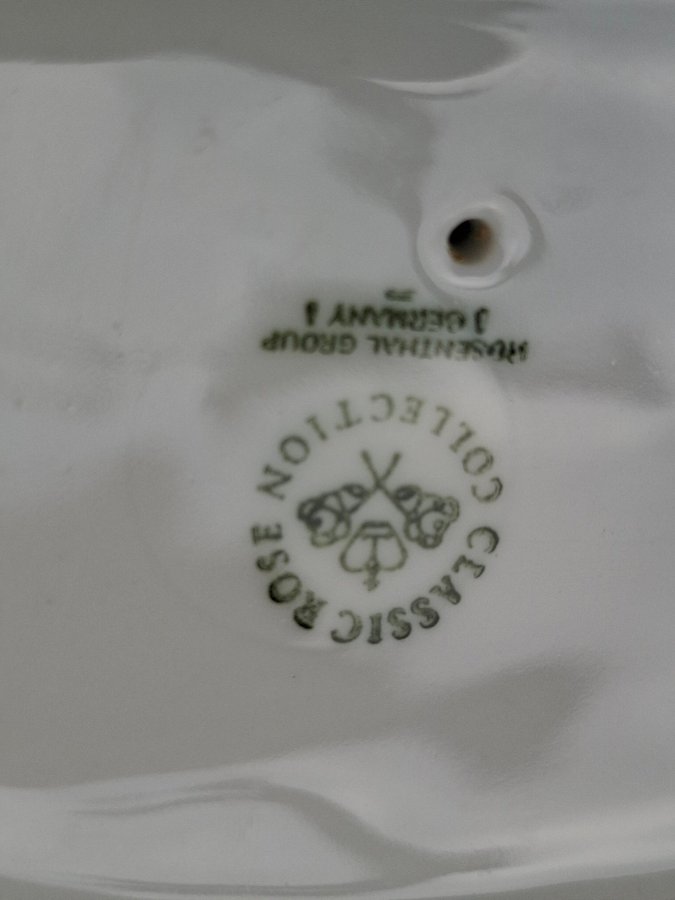 CLASSIC ROSE COLLECTION
ROSENTHAL GROUP
GERMANY